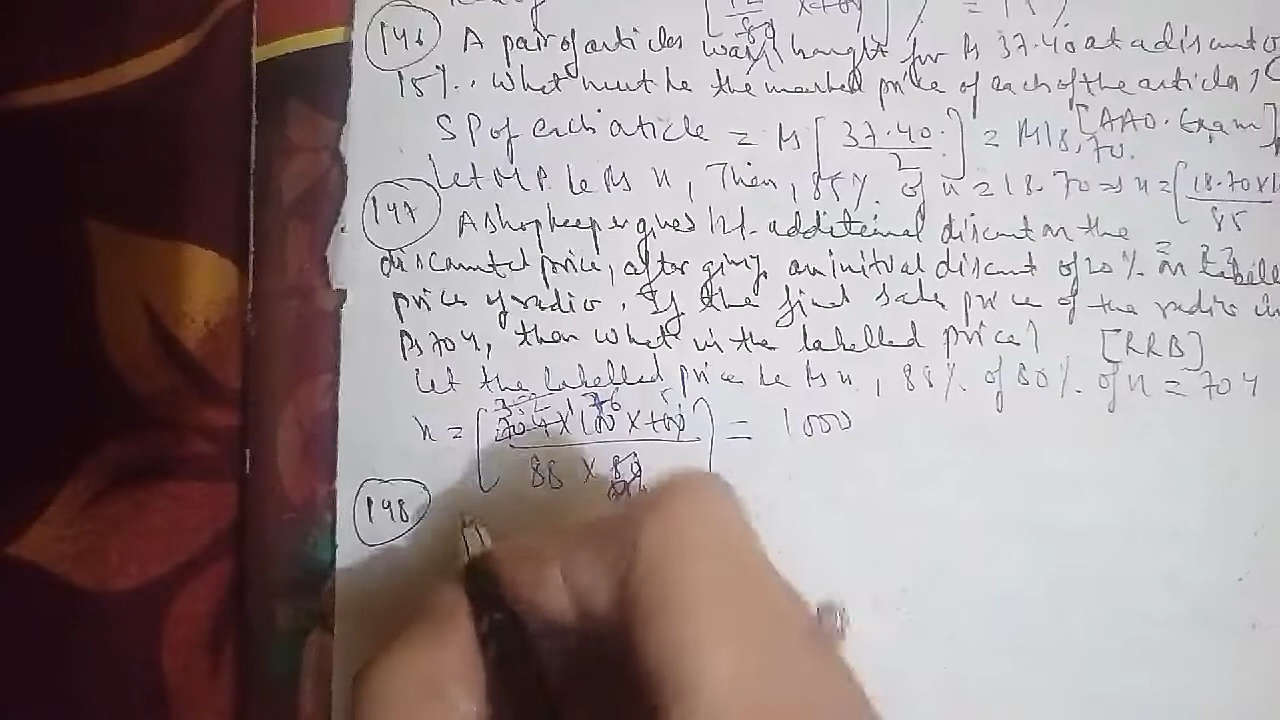 (146) A pair of articles was bought for Rs 37.40 at a discount of
15%. What must be the marked price of each of the articles?
SP of each article = Rs [37.40/2] = Rs 18.70. [AAO. Exam]
Let M.P. be Rs x, Then, 85% of x = 18.70 ⇒ x = [18.70 x 1
85
(147) A shopkeeper gives 12% additional discount on the
discounted price, after giving an initial discount of 20% on labelle
price of radio. If the final sale price of the radio is
Rs 704, then what is the labelled price? [RRB]
Let the labelled price be Rs x, 88% of 80% of x = 704
x = [704 x 100 x 100 / 88 x 80] = 1000
(148)